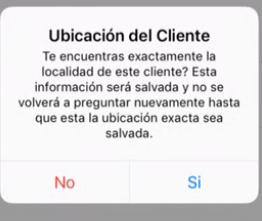 Ubicación del Cliente
Te encuentras exactamente la
localidad de este cliente? Esta
información será salvada y no se
volverá a preguntar nuevamente hasta
que esta la ubicación exacta sea
salvada.
No
Si